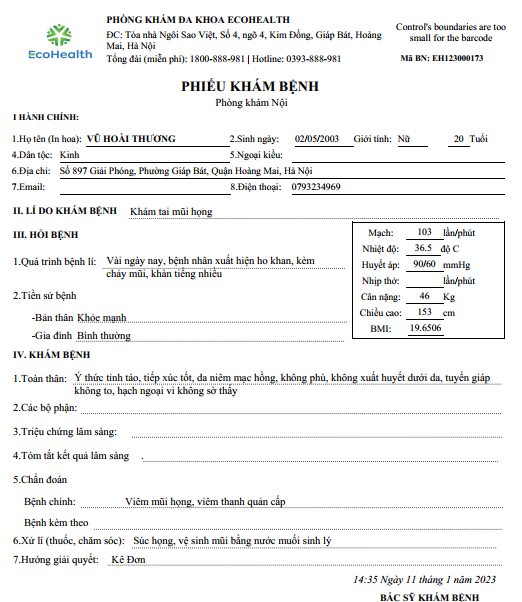 EcoHealth
PHÒNG KHÁM ĐA KHOA ECOHEALTH
ĐC: Tòa nhà Ngôi Sao Việt, Số 4, ngõ 4, Kim Đồng, Giáp Bát, Hoàng
Mai, Hà Nội
Tổng đài (miễn phí): 1800-888-981 | Hotline: 0393-888-981
Control's boundaries are too
small for the barcode
Mã BN: EH123000173
PHIẾU KHÁM BỆNH
Phòng khám Nội
I HÀNH CHÍNH:
1.Họ tên (In hoa): VŨ HOÀI THƯƠNG 2.Sinh ngày: 02/05/2003 Giới tính: Nữ 20 Tuổi
4.Dân tộc: Kinh 5.Ngoại kiều:
6.Địa chỉ: Số 897 Giải Phóng, Phường Giáp Bát, Quận Hoàng Mai, Hà Nội
7.Email: 8.Điện thoại: 0793234969
II. LÍ DO KHÁM BỆNH Khám tai mũi họng
III. HỎI BỆNH
1.Quá trình bệnh lí: Vài ngày nay, bệnh nhân xuất hiện ho khan, kèm
chảy mũi, khàn tiếng nhiều
2.Tiền sử bệnh
-Bản thân Khỏe mạnh
-Gia đình Bình thường
Mạch: 103 lần/phút
Nhiệt độ: 36.5 độ C
Huyết áp: 90/60 mmHg
Nhịp thở: lần/phút
Cân nặng: 46 Kg
Chiều cao: 153 cm
BMI: 19.6506
IV. KHÁM BỆNH
1.Toàn thân: Ý thức tỉnh táo, tiếp xúc tốt, da niêm mạc hồng, không phù, không xuất huyết dưới da, tuyến giáp
không to, hạch ngoại vi không sờ thấy
2.Các bộ phận:
3.Triệu chứng lâm sàng:
4.Tóm tắt kết quả lâm sàng .
5.Chẩn đoán
Bệnh chính: Viêm mũi họng, viêm thanh quản cấp
Bệnh kèm theo
6.Xử lí (thuốc, chăm sóc): Súc họng, vệ sinh mũi bằng nước muối sinh lý
7.Hướng giải quyết: Kê Đơn
14:35 Ngày 11 tháng 1 năm 2023
BÁC SỸ KHÁM BỆNH